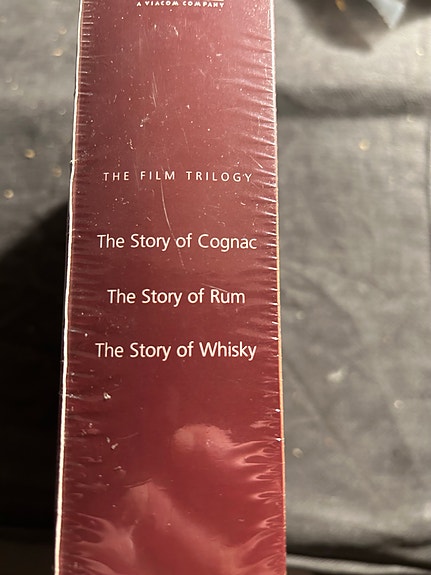 A VIACOM COMPANY
THE FILM TRILOGY
The Story of Cognac
The Story of Rum
The Story of Whisky